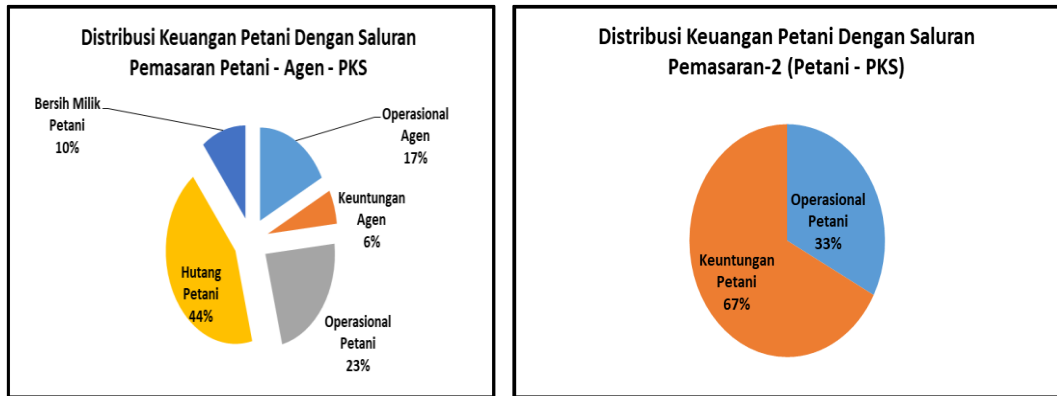 Distribusi Keuangan Petani Dengan Saluran
Pemasaran Petani - Agen - PKS
Bersih Milik
Petani
10%
Operasional
Agen
17%
Keuntungan
Agen
6%
Hutang
Petani
44%
Operasional
Petani
23%
Distribusi Keuangan Petani Dengan Saluran
Pemasaran-2 (Petani - PKS)
Operasional
Petani
33%
Keuntungan
Petani
67%